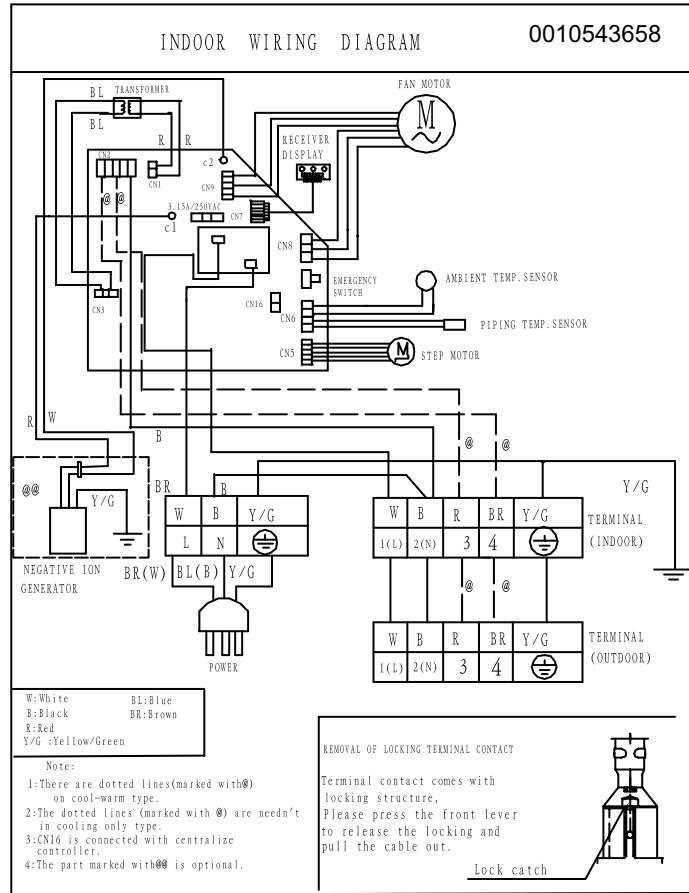 INDOOR WIRING DIAGRAM
0010543658
FAN MOTOR
M
BL
TRANSFORMER
BL
R
R
RECEIVER
DISPLAY
CN2
CN1
c2
CN9
@
@
3.15A/250VAC
c1
CN7
CN8
EMERGENCY
SWITCH
AMBIENT TEMP.SENSOR
CN3
CN16
CN6
PIPING TEMP.SENSOR
CN5
M
STEP MOTOR
R
W
B
@
@
@@
Y/G
BR
B
Y/G
W B Y/G
L N
W B R BR Y/G
1(L) 2(N) 3 4
TERMINAL
(INDOOR)
NEGATIVE ION
GENERATOR
BR(W) BL(B) Y/G
@
@
POWER
W B R BR Y/G
1(L) 2(N) 3 4
TERMINAL
(OUTDOOR)
W:White BL:Blue
B:Black BR:Brown
R:Red
Y/G :Yellow/Green
Note:
1:There are dotted lines(marked with@)
on cool-warm type.
2:The dotted lines (marked with @) are needn't
in cooling only type.
3:CN16 is connected with centralize
controller.
4:The part marked with@@ is optional.
REMOVAL OF LOCKING TERMINAL CONTACT
Terminal contact comes with
locking structure,
Please press the front lever
to release the locking and
pull the cable out.
Lock catch